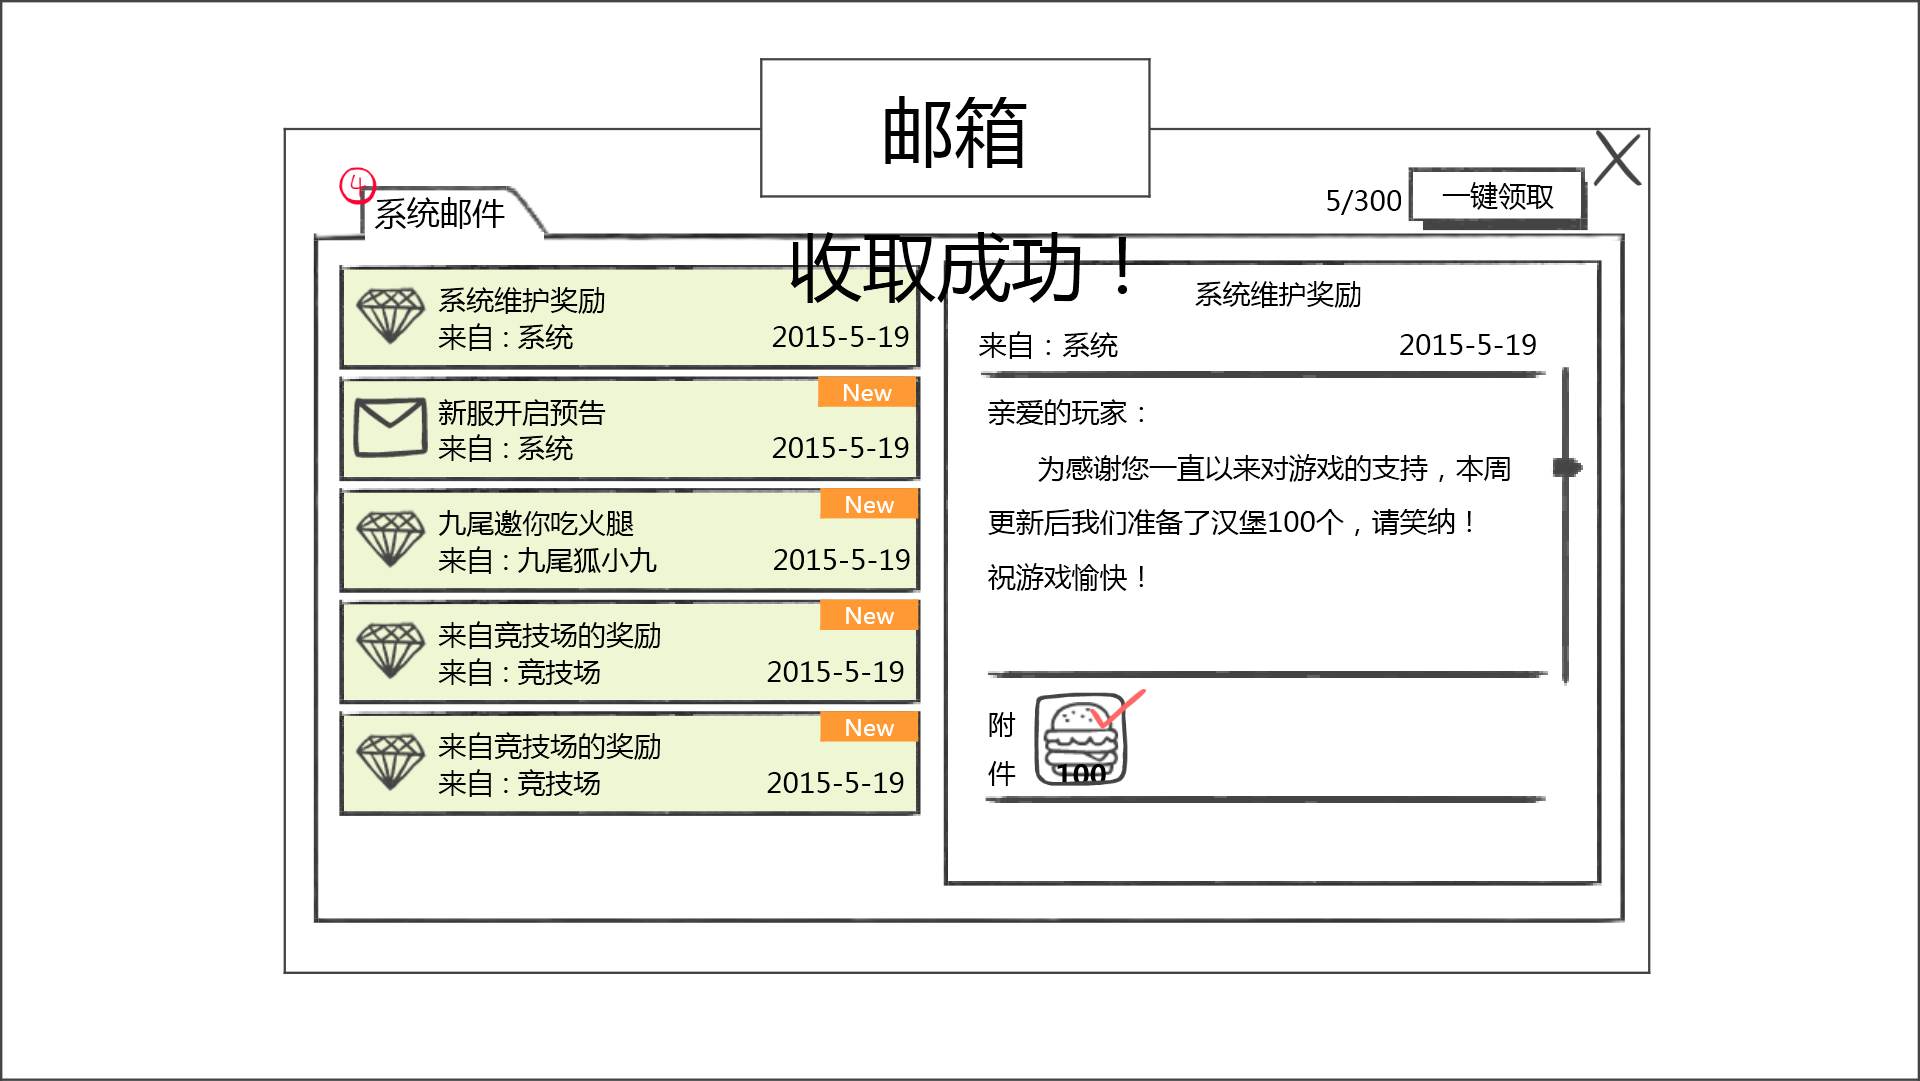 邮箱
4
系统邮件
5/300
一键领取
收取成功！
系统维护奖励
来自：系统
2015-5-19
New
新服开启预告
来自：系统
2015-5-19
New
九尾邀你吃火腿
来自：九尾狐小九
2015-5-19
New
来自竞技场的奖励
来自：竞技场
2015-5-19
New
来自竞技场的奖励
来自：竞技场
2015-5-19
系统维护奖励
来自：系统
2015-5-19
亲爱的玩家：
为感谢您一直以来对游戏的支持，本周
更新后我们准备了汉堡100个，请笑纳！
祝游戏愉快！
附
件
100